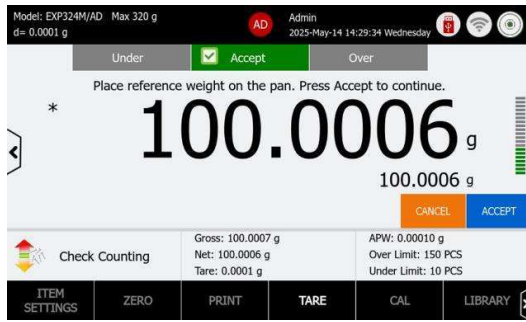 Model: EXP324M/AD Max 320 g
d= 0.0001 g
AD
Admin
2025-May-14 14:29:34 Wednesday
Under
Accept
Over
Place reference weight on the pan. Press Accept to continue.
*
100.0006 g
100.0006 g
CANCEL
ACCEPT
Check Counting
Gross: 100.0007 g
Net: 100.0006 g
Tare: 0.0001 g
APW: 0.00010 g
Over Limit: 150 PCS
Under Limit: 10 PCS
ITEM
SETTINGS
ZERO
PRINT
TARE
CAL
LIBRARY